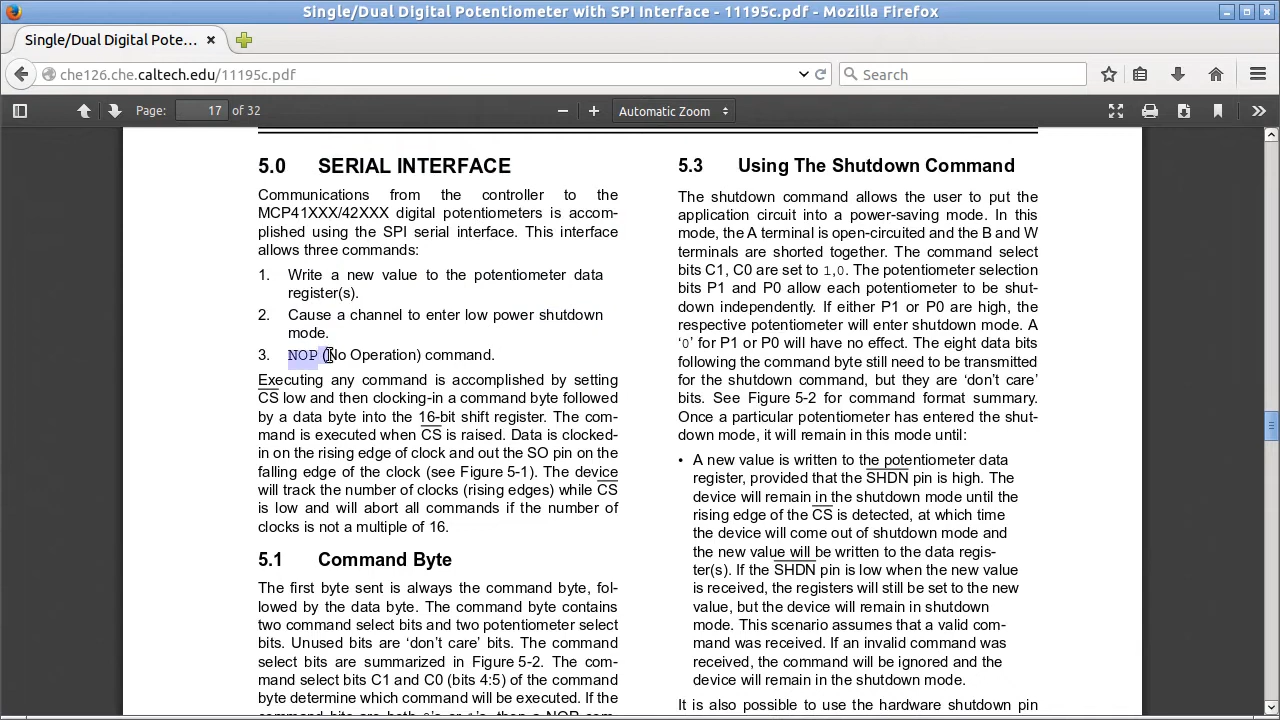 Single/Dual Digital Potentiometer with SPI Interface - 11195c.pdf - Mozilla Firefox
Single/Dual Digital Pote...
che126.che.caltech.edu/11195c.pdf
Search
Page: 17 of 32
Automatic Zoom
5.0 SERIAL INTERFACE
Communications from the controller to the
MCP41XXX/42XXX digital potentiometers is accom-
plished using the SPI serial interface. This interface
allows three commands:
1. Write a new value to the potentiometer data
register(s).
2. Cause a channel to enter low power shutdown
mode.
3. NOP (No Operation) command.
Executing any command is accomplished by setting
CS low and then clocking-in a command byte followed
by a data byte into the 16-bit shift register. The com-
mand is executed when CS is raised. Data is clocked-
in on the rising edge of clock and out the SO pin on the
falling edge of the clock (see Figure 5-1). The device
will track the number of clocks (rising edges) while CS
is low and will abort all commands if the number of
clocks is not a multiple of 16.
5.1 Command Byte
The first byte sent is always the command byte, fol-
lowed by the data byte. The command byte contains
two command select bits and two potentiometer select
bits. Unused bits are ‘don’t care’ bits. The command
select bits are summarized in Figure 5-2. The com-
mand select bits C1 and C0 (bits 4:5) of the command
byte determine which command will be executed. If the
5.3 Using The Shutdown Command
The shutdown command allows the user to put the
application circuit into a power-saving mode. In this
mode, the A terminal is open-circuited and the B and W
terminals are shorted together. The command select
bits C1, C0 are set to 1,0. The potentiometer selection
bits P1 and P0 allow each potentiometer to be shut-
down independently. If either P1 or P0 are high, the
respective potentiometer will enter shutdown mode. A
‘0’ for P1 or P0 will have no effect. The eight data bits
following the command byte still need to be transmitted
for the shutdown command, but they are ‘don’t care’
bits. See Figure 5-2 for command format summary.
Once a particular potentiometer has entered the shut-
down mode, it will remain in this mode until:
• A new value is written to the potentiometer data
register, provided that the SHDN pin is high. The
device will remain in the shutdown mode until the
rising edge of the CS is detected, at which time
the device will come out of shutdown mode and
the new value will be written to the data regis-
ter(s). If the SHDN pin is low when the new value
is received, the registers will still be set to the new
value, but the device will remain in shutdown
mode. This scenario assumes that a valid com-
mand was received. If an invalid command was
received, the command will be ignored and the
device will remain in the shutdown mode.
It is also possible to use the hardware shutdown pin